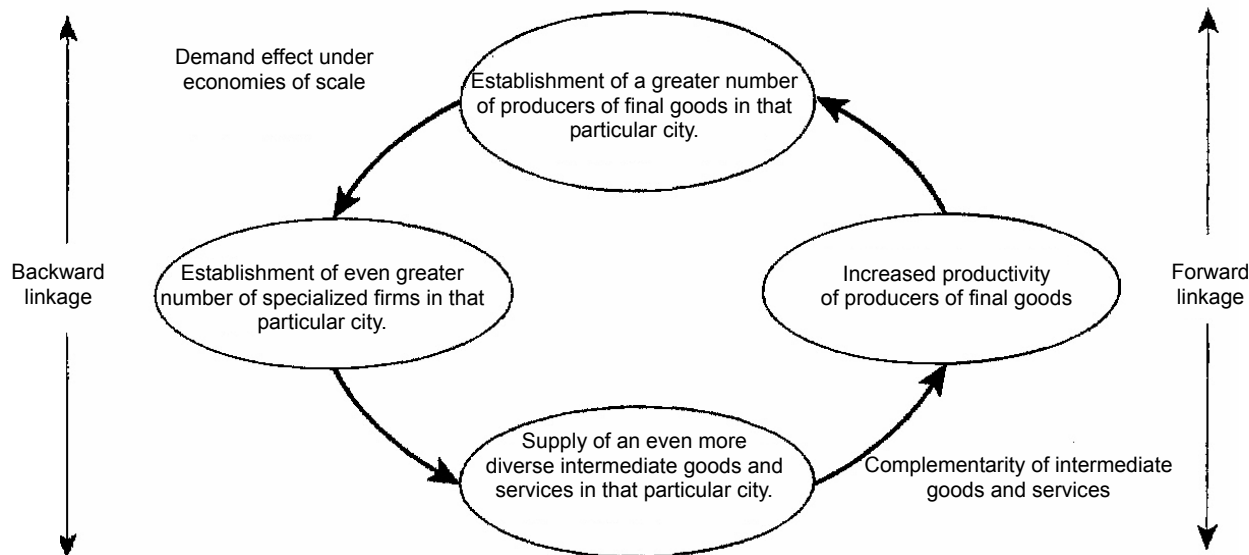 Demand effect under
economies of scale
Establishment of a greater number
of producers of final goods in that
particular city.
Backward
linkage
Establishment of even greater
number of specialized firms in that
particular city.
Increased productivity
of producers of final goods
Forward
linkage
Supply of an even more
diverse intermediate goods and
services in that particular city.
Complementarity of intermediate
goods and services